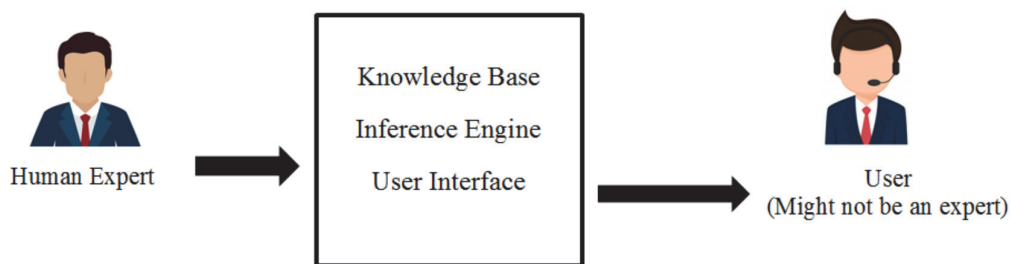 Human Expert
Knowledge Base
Inference Engine
User Interface
User
(Might not be an expert)